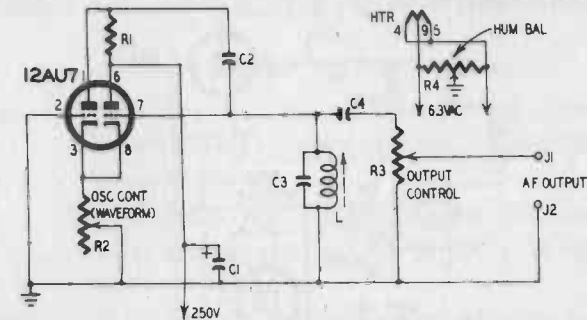 R1
C2
HTR
4 9 5
HUM BAL
R4
6.3VAC
12AU7
1 6
2 7
3 8
C4
OSC CONT
(WAVEFORM)
R2
C3
L
R3
OUTPUT
CONTROL
J1
AF OUTPUT
J2
+
C1
250V